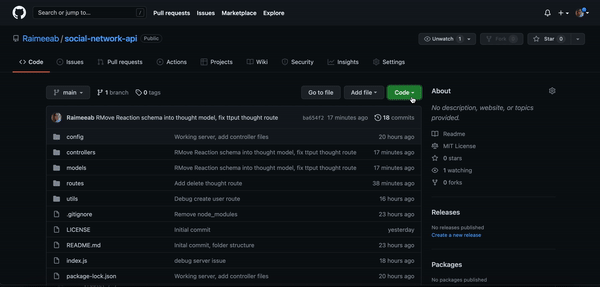 Search or jump to...
/
Pull requests Issues Marketplace Explore
Raimeeab / social-network-api Public
Unwatch 1 Fork 0 Star 0
Code Issues Pull requests Actions Projects Wiki Security Insights Settings
main 1 branch 0 tags Go to file Add file Code
Raimeeab RMove Reaction schema into thought model, fix ttput thought route ba654f2 17 minutes ago 18 commits
config Working server, add controller files 20 hours ago
controllers RMove Reaction schema into thought model, fix ttput thought route 17 minutes ago
models RMove Reaction schema into thought model, fix ttput thought route 17 minutes ago
routes Add delete thought route 38 minutes ago
utils Debug create user route 16 hours ago
.gitignore Remove node_modules 23 hours ago
LICENSE Initial commit yesterday
README.md Inital commit, folder structure 23 hours ago
index.js debug server issue 18 hours ago
package-lock.json Working server, add controller files 20 hours ago
About
No description, website, or topics
provided.
Readme
MIT License
0 stars
1 watching
0 forks
Releases
No releases published
Create a new release
Packages
No packages published